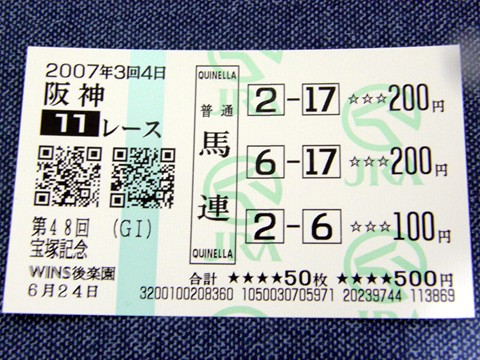 2007年3回4日
阪神
11レース
第48回 (GI)
宝塚記念
WINS後楽園
6月24日
QUINELLA
普通
馬連
QUINELLA
2-17 ☆☆☆200円
6-17 ☆☆☆200円
2-6 ☆☆☆100円
JRA
JRA
JRA
合計 ★★★★50枚 ★★★★500円
3200100208360 1050030705971 20239744 113869